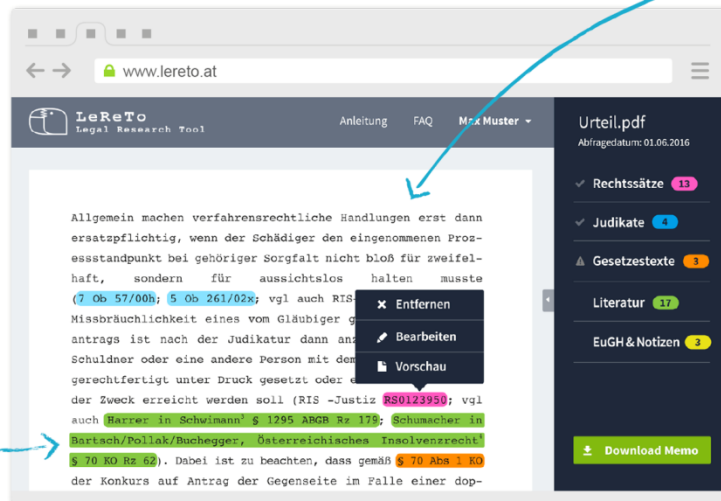 www.lereto.at
LeReTo
Legal Research Tool
Anleitung FAQ Max Muster
Allgemein machen verfahrensrechtliche Handlungen erst dann
ersatzpflichtig, wenn der Schädiger den eingenommenen Proz-
essstandpunkt bei gehöriger Sorgfalt nicht bloß für zweifel-
haft, sondern für aussichtslos halten musste
(7 Ob 57/00h; 5 Ob 261/02x; vgl auch RIS-
Missbräuchlichkeit eines vom Gläubiger g
antrags ist nach der Judikatur dann an
Schuldner oder eine andere Person mit dem
gerechtfertigt unter Druck gesetzt oder e
der Zweck erreicht werden soll (RIS -Justiz RS0123950; vgl
auch Harrer in Schwimann³ § 1295 ABGB Rz 179; Schumacher in
Bartsch/Pollak/Buchegger, Österreichisches Insolvenzrecht⁴
§ 70 KO Rz 62). Dabei ist zu beachten, dass gemäß § 70 Abs 1 KO
der Konkurs auf Antrag der Gegenseite im Falle einer dop-
Entfernen
Bearbeiten
Vorschau
Urteil.pdf
Abfragedatum: 01.06.2016
Rechtssätze 13
Judikate 4
Gesetzestexte 3
Literatur 17
EuGH & Notizen 3
Download Memo